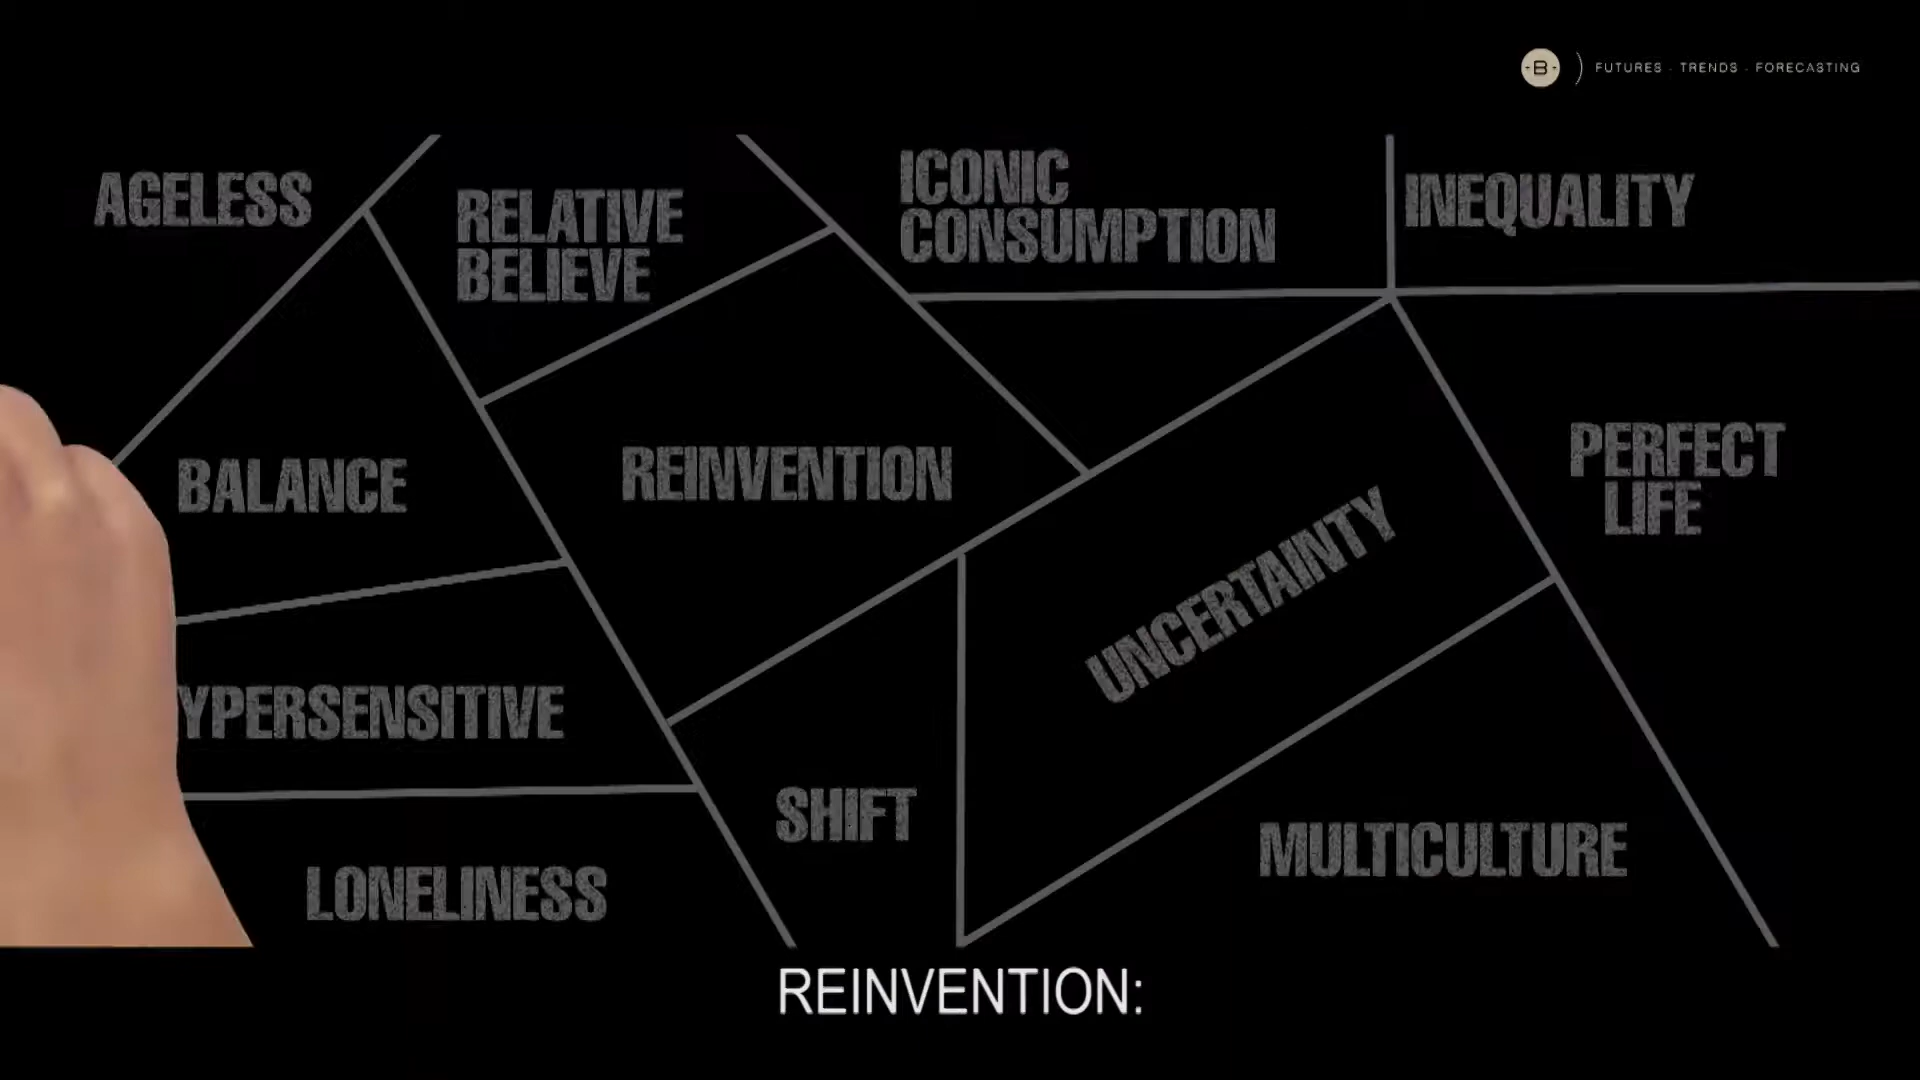 -B- ) FUTURES . TRENDS . FORECASTING
AGELESS
RELATIVE
BELIEVE
ICONIC
CONSUMPTION
INEQUALITY
BALANCE
REINVENTION
UNCERTAINTY
PERFECT
LIFE
YPERSENSITIVE
SHIFT
MULTICULTURE
LONELINESS
REINVENTION: